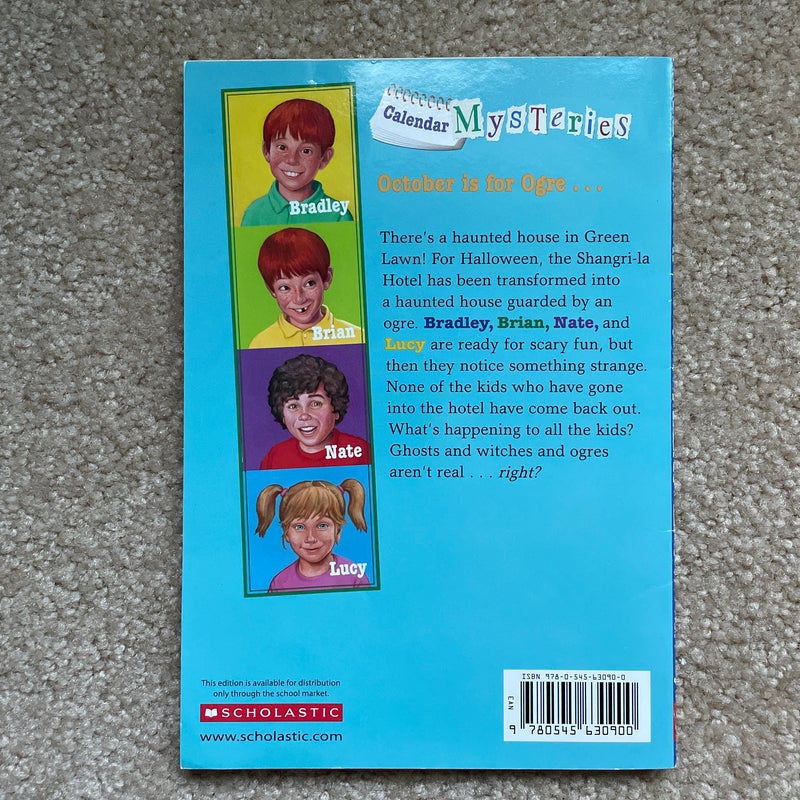 Calendar Mysteries
Bradley
Brian
Nate
Lucy
October is for Ogre . . .
There's a haunted house in Green
Lawn! For Halloween, the Shangri-la
Hotel has been transformed into
a haunted house guarded by an
ogre. Bradley, Brian, Nate, and
Lucy are ready for scary fun, but
then they notice something strange.
None of the kids who have gone
into the hotel have come back out.
What's happening to all the kids?
Ghosts and witches and ogres
aren't real . . . right?
This edition is available for distribution
only through the school market.
SCHOLASTIC
www.scholastic.com
ISBN 978-0-545-63090-0
EAN
9 780545 630900